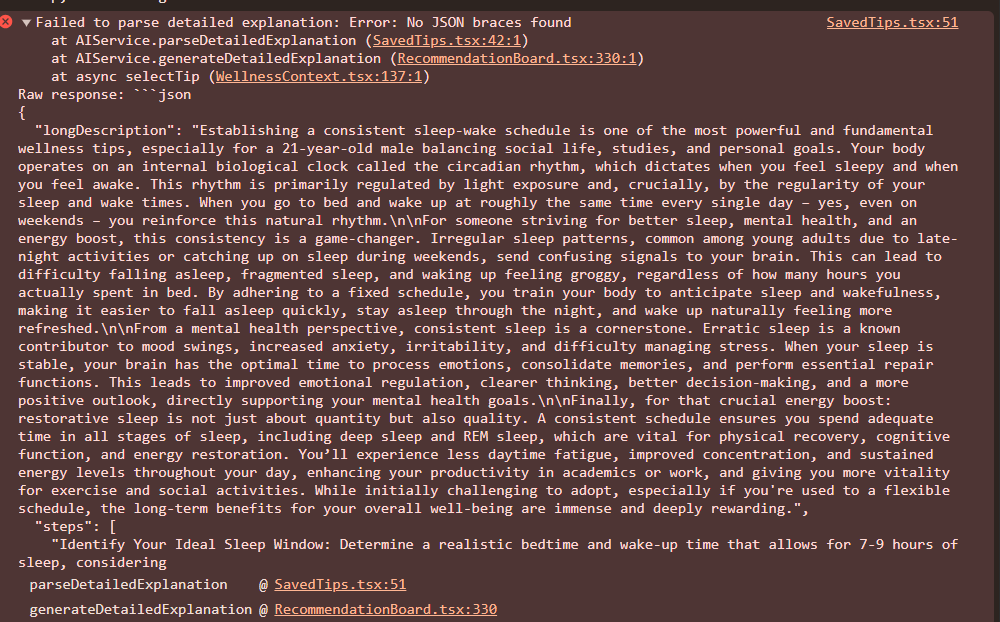 Failed to parse detailed explanation: Error: No JSON braces found SavedTips.tsx:51
at AIService.parseDetailedExplanation (SavedTips.tsx:42:1)
at AIService.generateDetailedExplanation (RecommendationBoard.tsx:330:1)
at async selectTip (WellnessContext.tsx:137:1)
Raw response: ```json
{
"longDescription": "Establishing a consistent sleep-wake schedule is one of the most powerful and fundamental
wellness tips, especially for a 21-year-old male balancing social life, studies, and personal goals. Your body
operates on an internal biological clock called the circadian rhythm, which dictates when you feel sleepy and when
you feel awake. This rhythm is primarily regulated by light exposure and, crucially, by the regularity of your
sleep and wake times. When you go to bed and wake up at roughly the same time every single day – yes, even on
weekends – you reinforce this natural rhythm.\n\nFor someone striving for better sleep, mental health, and an
energy boost, this consistency is a game-changer. Irregular sleep patterns, common among young adults due to late-
night activities or catching up on sleep during weekends, send confusing signals to your brain. This can lead to
difficulty falling asleep, fragmented sleep, and waking up feeling groggy, regardless of how many hours you
actually spent in bed. By adhering to a fixed schedule, you train your body to anticipate sleep and wakefulness,
making it easier to fall asleep quickly, stay asleep through the night, and wake up naturally feeling more
refreshed.\n\nFrom a mental health perspective, consistent sleep is a cornerstone. Erratic sleep is a known
contributor to mood swings, increased anxiety, irritability, and difficulty managing stress. When your sleep is
stable, your brain has the optimal time to process emotions, consolidate memories, and perform essential repair
functions. This leads to improved emotional regulation, clearer thinking, better decision-making, and a more
positive outlook, directly supporting your mental health goals.\n\nFinally, for that crucial energy boost:
restorative sleep is not just about quantity but also quality. A consistent schedule ensures you spend adequate
time in all stages of sleep, including deep sleep and REM sleep, which are vital for physical recovery, cognitive
function, and energy restoration. You’ll experience less daytime fatigue, improved concentration, and sustained
energy levels throughout your day, enhancing your productivity in academics or work, and giving you more vitality
for exercise and social activities. While initially challenging to adopt, especially if you're used to a flexible
schedule, the long-term benefits for your overall well-being are immense and deeply rewarding.",
"steps": [
"Identify Your Ideal Sleep Window: Determine a realistic bedtime and wake-up time that allows for 7-9 hours of
sleep, considering
parseDetailedExplanation @ SavedTips.tsx:51
generateDetailedExplanation @ RecommendationBoard.tsx:330